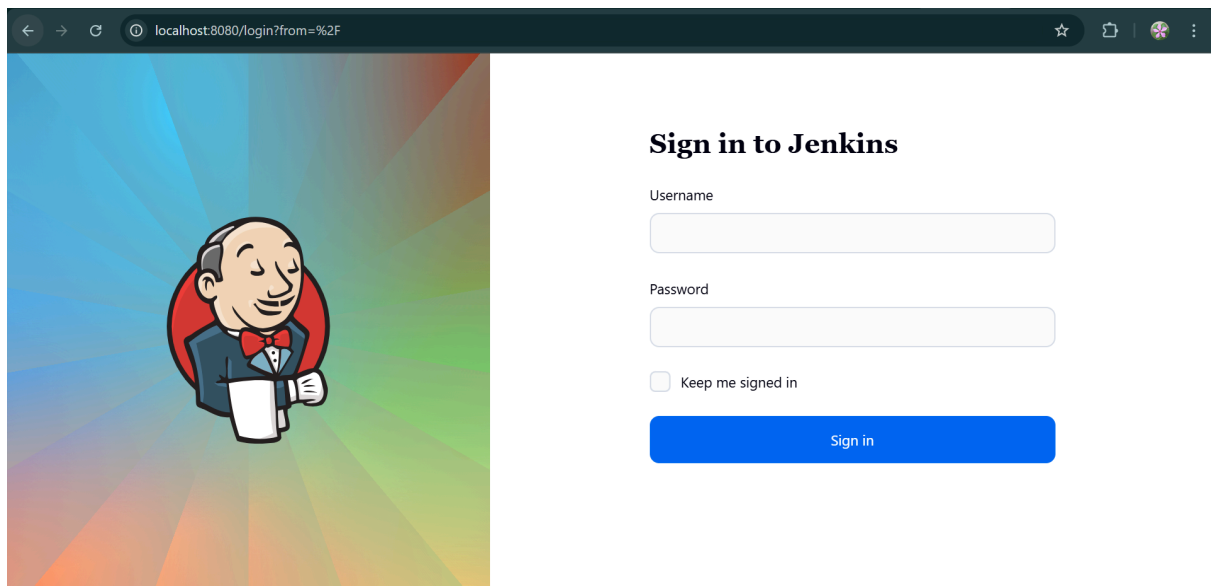 localhost:8080/login?from=%2F
Sign in to Jenkins
Username
Password
Keep me signed in
Sign in